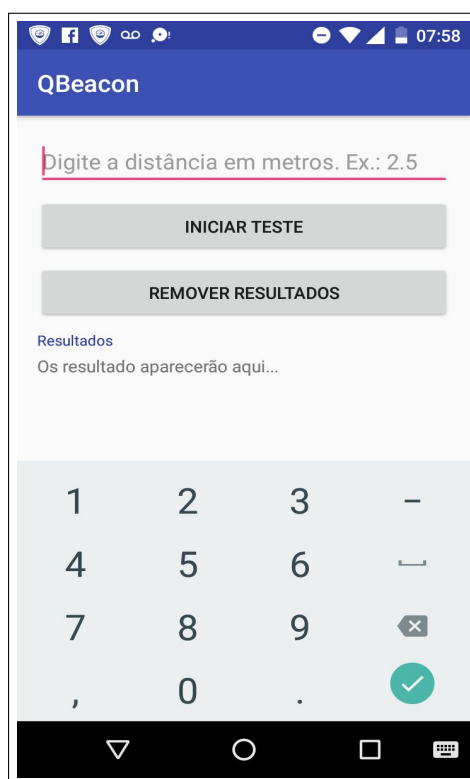 07:58
QBeacon
Digite a distância em metros. Ex.: 2.5
INICIAR TESTE
REMOVER RESULTADOS
Resultados
Os resultado aparecerão aqui...
1 2 3 -
4 5 6
7 8 9
, 0 .